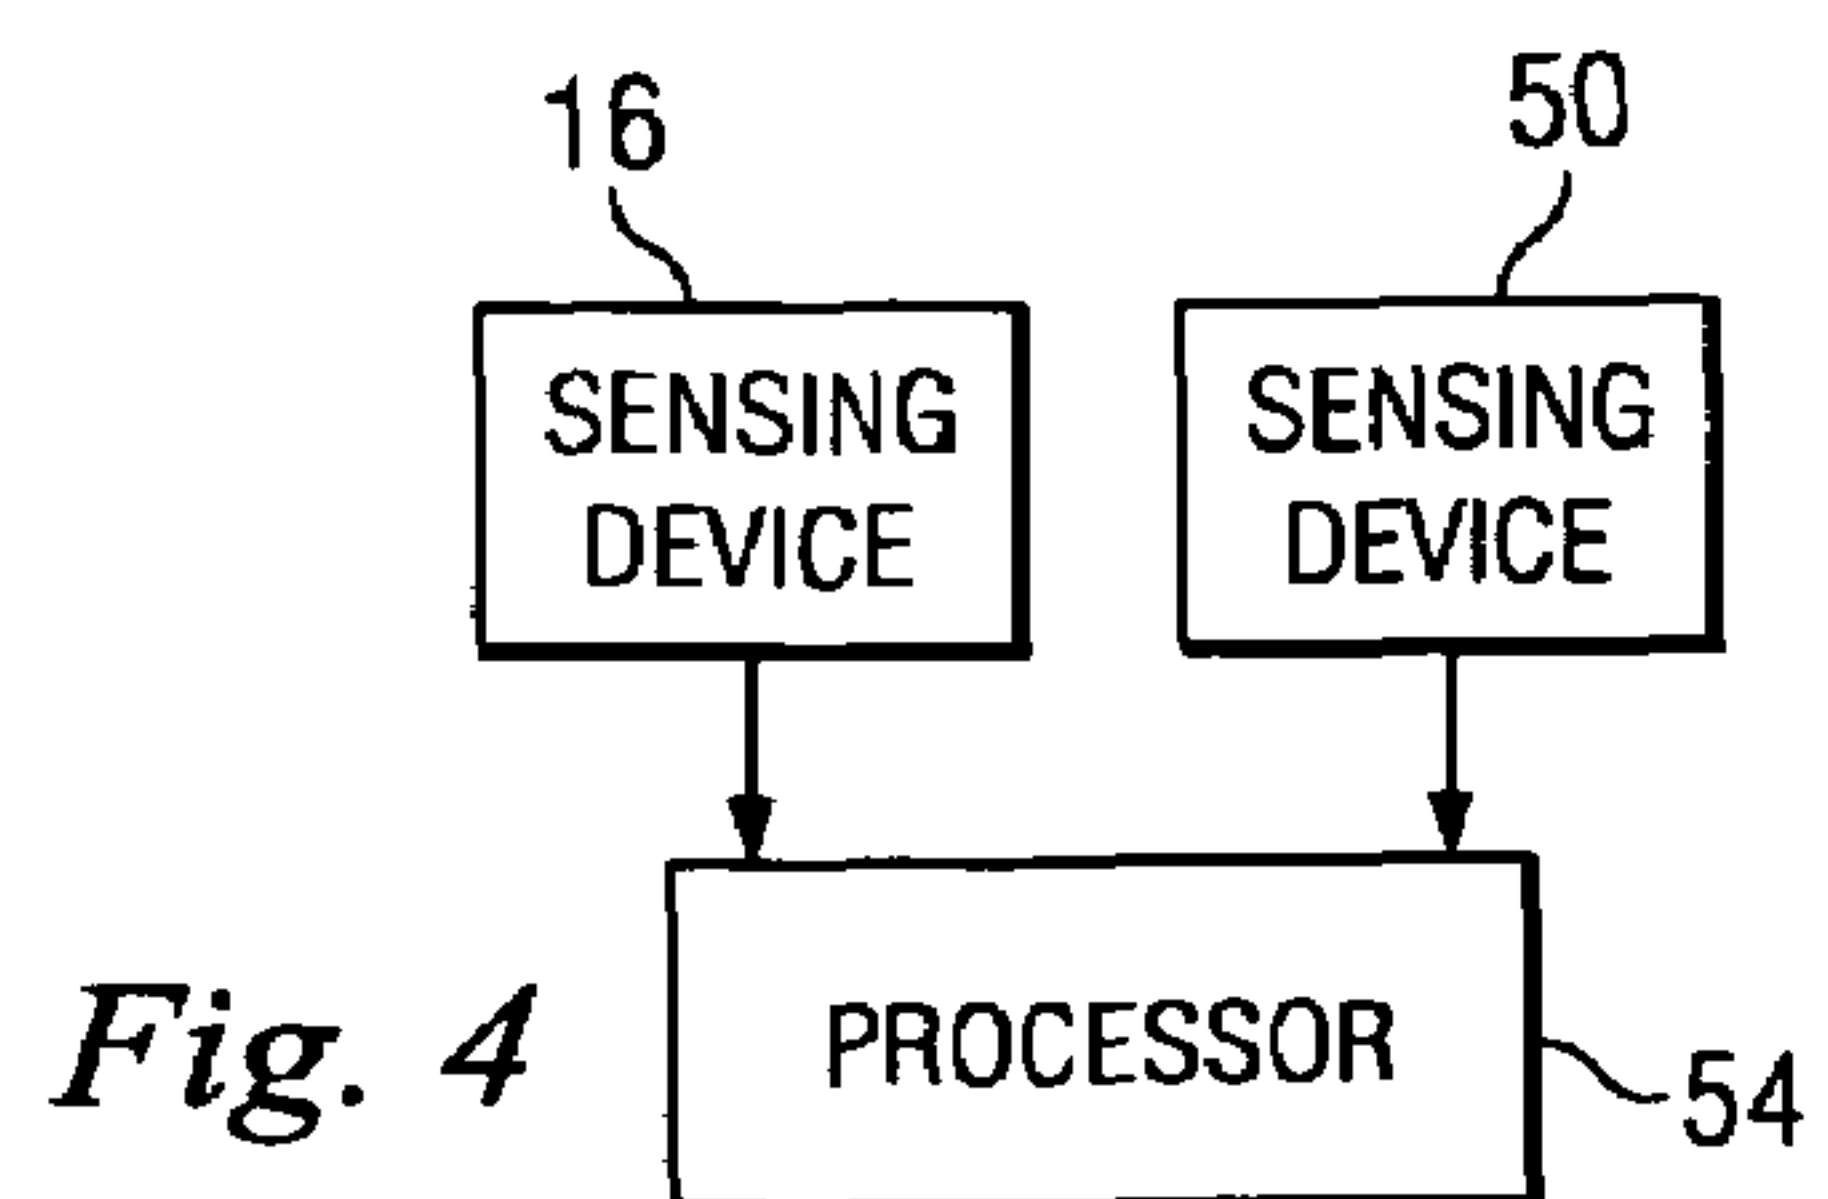 16
50
SENSING
DEVICE
SENSING
DEVICE
PROCESSOR
54
Fig. 4